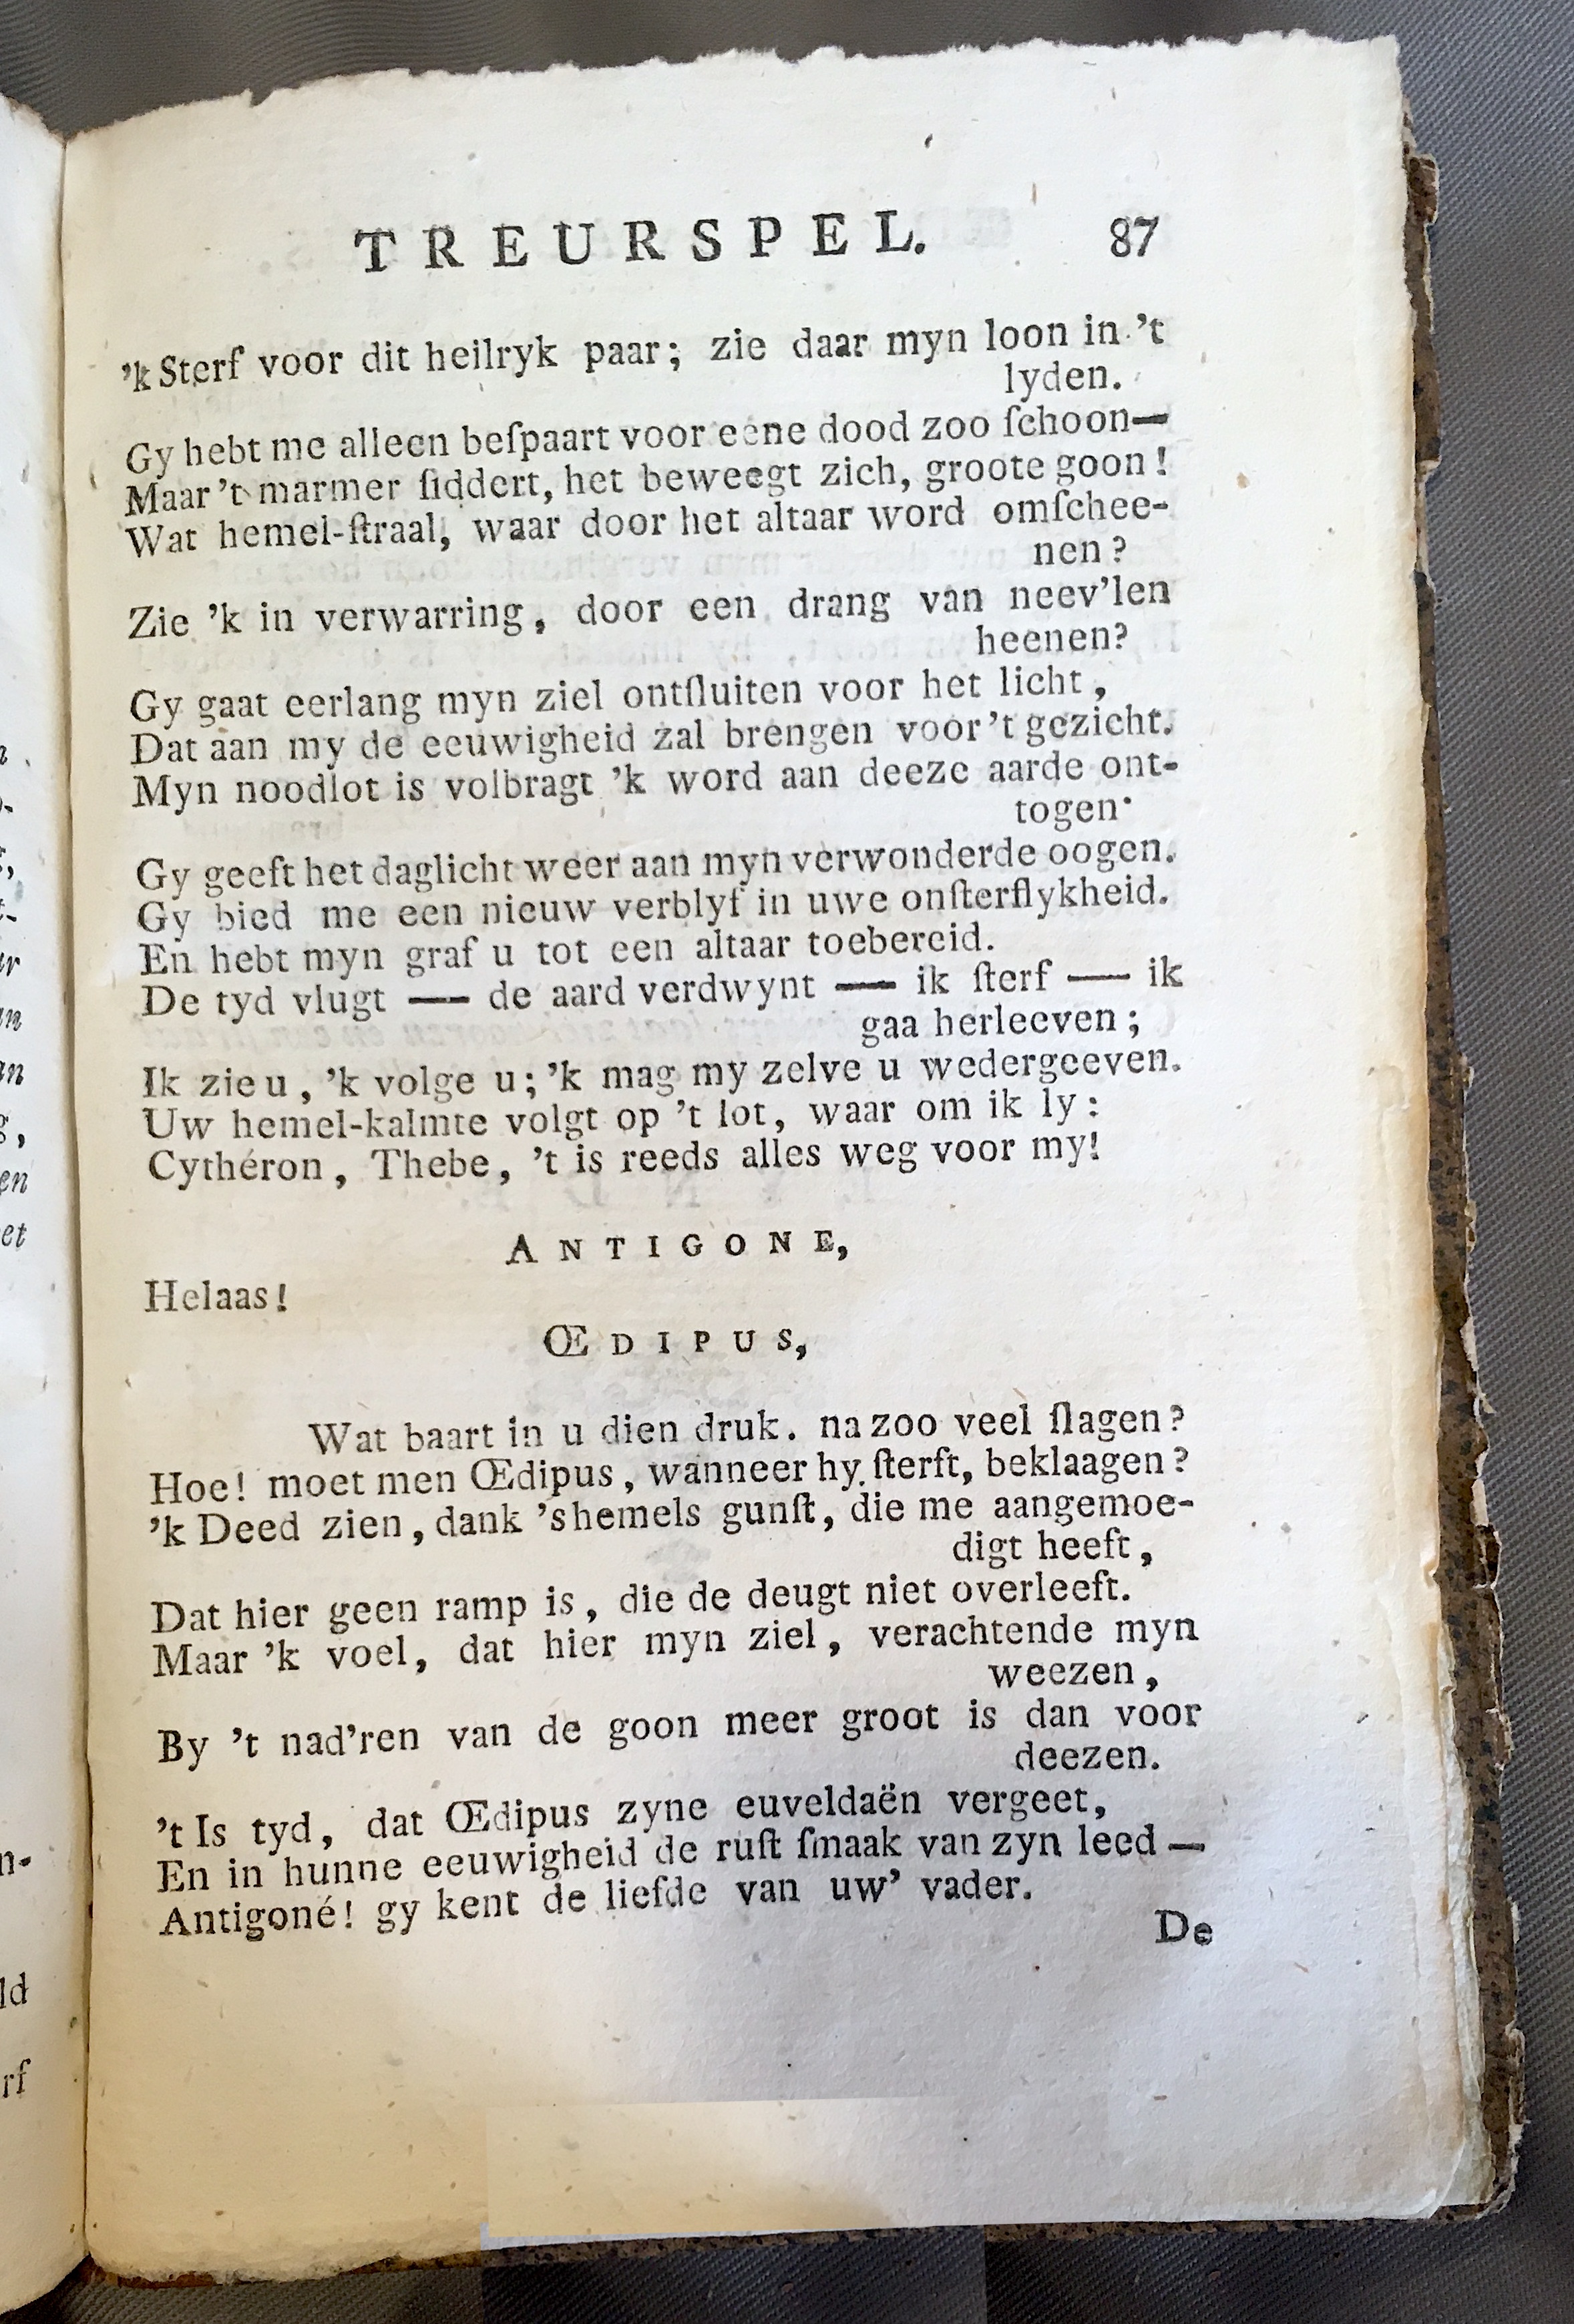 TREURSPEL. 87
’k Sterf voor dit heilryk paar; zie daar myn loon in ’t
lyden.
Gy hebt me alleen beſpaart voor eene dood zoo ſchoon—
Maar ’t marmer ſiddert, het beweegt zich, groote goon!
Wat hemel-ſtraal, waar door het altaar word omſchee-
nen?
Zie ’k in verwarring, door een drang van neev’len
heenen?
Gy gaat eerlang myn ziel ontſluiten voor het licht,
Dat aan my de eeuwigheid zal brengen voor ’t gezicht.
Myn noodlot is volbragt ’k word aan deeze aarde ont-
togen·
Gy geeft het daglicht weer aan myn verwonderde oogen.
Gy bied me een nieuw verblyf in uwe onſterflykheid.
En hebt myn graf u tot een altaar toebereid.
De tyd vlugt —— de aard verdwynt —— ik ſterf —— ik
gaa herleeven;
Ik zie u, ’k volge u; ’k mag my zelve u wedergeeven.
Uw hemel-kalmte volgt op ’t lot, waar om ik ly:
Cythéron, Thebe, ’t is reeds alles weg voor my!
ANTIGONE,
Helaas!
ŒDIPUS,
Wat baart in u dien druk. na zoo veel ſlagen?
Hoe! moet men Œdipus, wanneer hy ſterft, beklaagen?
’k Deed zien, dank ’shemels gunſt, die me aangemoe-
digt heeft,
Dat hier geen ramp is, die de deugt niet overleeft.
Maar ’k voel, dat hier myn ziel, verachtende myn
weezen,
By ’t nad’ren van de goon meer groot is dan voor
deezen.
’t Is tyd, dat Œdipus zyne euveldaën vergeet,
En in hunne eeuwigheid de ruſt ſmaak van zyn leed —
Antigoné! gy kent de liefde van uw’ vader.
De